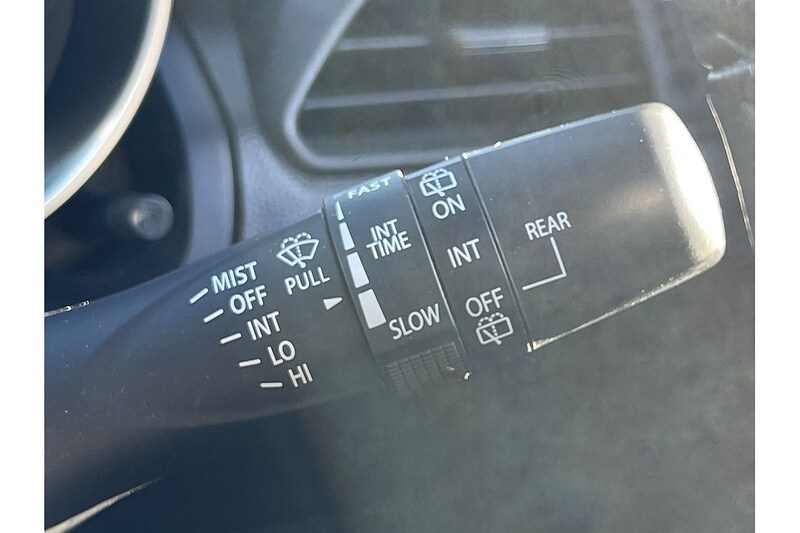 MIST
OFF
INT
LO
HI
PULL
FAST
INT
TIME
SLOW
ON
INT
OFF
REAR